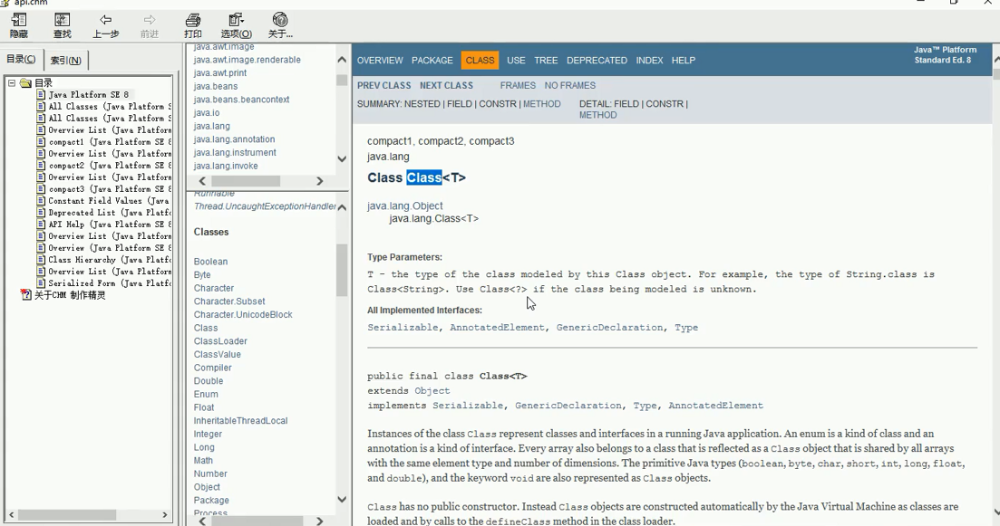 api.chm
隐藏 查找 上一步 前进 打印 选项(O) 关于...
目录(C) 索引(N)
目录
Java Platform SE 8
All Classes (Java Platform S
All Classes (Java Platform S
Overview List (Java Platform
compact1 (Java Platform SE 8
Overview List (Java Platform
compact2 (Java Platform SE 8
Overview List (Java Platform
compact3 (Java Platform SE 8
Constant Field Values (Java
Deprecated List (Java Platfo
API Help (Java Platform SE 8
Overview List (Java Platform
Overview (Java Platform SE 8
Class Hierarchy (Java Platfo
Overview List (Java Platform
Serialized Form (Java Platfo
关于CHM 制作精灵
java.awt.image
java.awt.image.renderable
java.awt.print
java.beans
java.beans.beancontext
java.io
java.lang
java.lang.annotation
java.lang.instrument
java.lang.invoke
Runnable
Thread.UncaughtExceptionHandler
Classes
Boolean
Byte
Character
Character.Subset
Character.UnicodeBlock
Class
ClassLoader
ClassValue
Compiler
Double
Enum
Float
InheritableThreadLocal
Integer
Long
Math
Number
Object
Package
Process
OVERVIEW PACKAGE CLASS USE TREE DEPRECATED INDEX HELP
Java™ Platform
Standard Ed. 8
PREV CLASS NEXT CLASS FRAMES NO FRAMES
SUMMARY: NESTED | FIELD | CONSTR | METHOD DETAIL: FIELD | CONSTR |
METHOD
compact1, compact2, compact3
java.lang
Class Class<T>
java.lang.Object
java.lang.Class<T>
Type Parameters:
T - the type of the class modeled by this Class object. For example, the type of String.class is
Class<String>. Use Class<?> if the class being modeled is unknown.
All Implemented Interfaces:
Serializable, AnnotatedElement, GenericDeclaration, Type
public final class Class<T>
extends Object
implements Serializable, GenericDeclaration, Type, AnnotatedElement
Instances of the class Class represent classes and interfaces in a running Java application. An enum is a kind of class and an
annotation is a kind of interface. Every array also belongs to a class that is reflected as a Class object that is shared by all arrays
with the same element type and number of dimensions. The primitive Java types (boolean, byte, char, short, int, long, float,
and double), and the keyword void are also represented as Class objects.
Class has no public constructor. Instead Class objects are constructed automatically by the Java Virtual Machine as classes are
loaded and by calls to the defineClass method in the class loader.